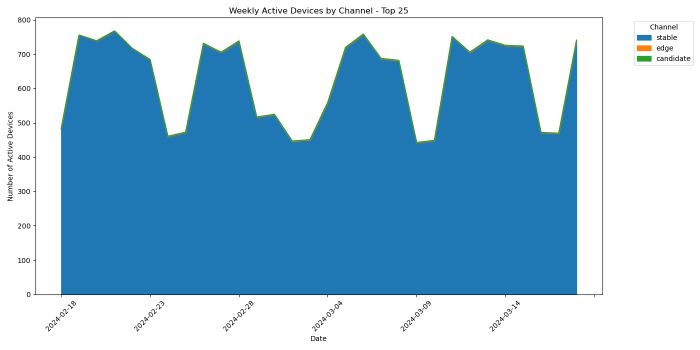 Weekly Active Devices by Channel - Top 25
Number of Active Devices
800
700
600
500
400
300
200
100
0
2024-02-18
2024-02-23
2024-02-28
2024-03-04
2024-03-09
2024-03-14
Date
Channel
stable
edge
candidate